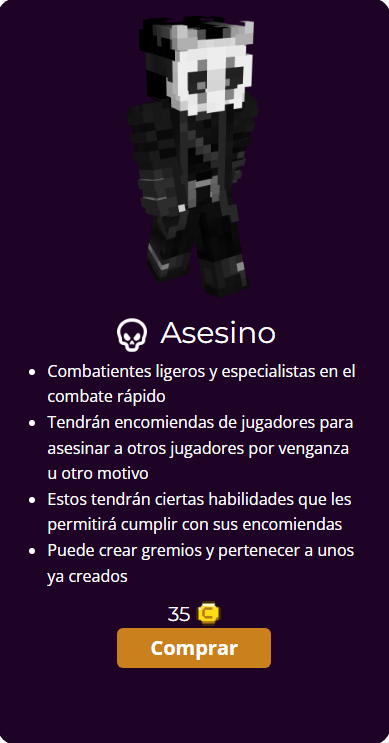 Asesino
Combatientes ligeros y especialistas en el
combate rápido
Tendrán encomiendas de jugadores para
asesinar a otros jugadores por venganza
u otro motivo
Estos tendrán ciertas habilidades que les
permitirá cumplir con sus encomiendas
Puede crear gremios y pertenecer a unos
ya creados
35
Comprar